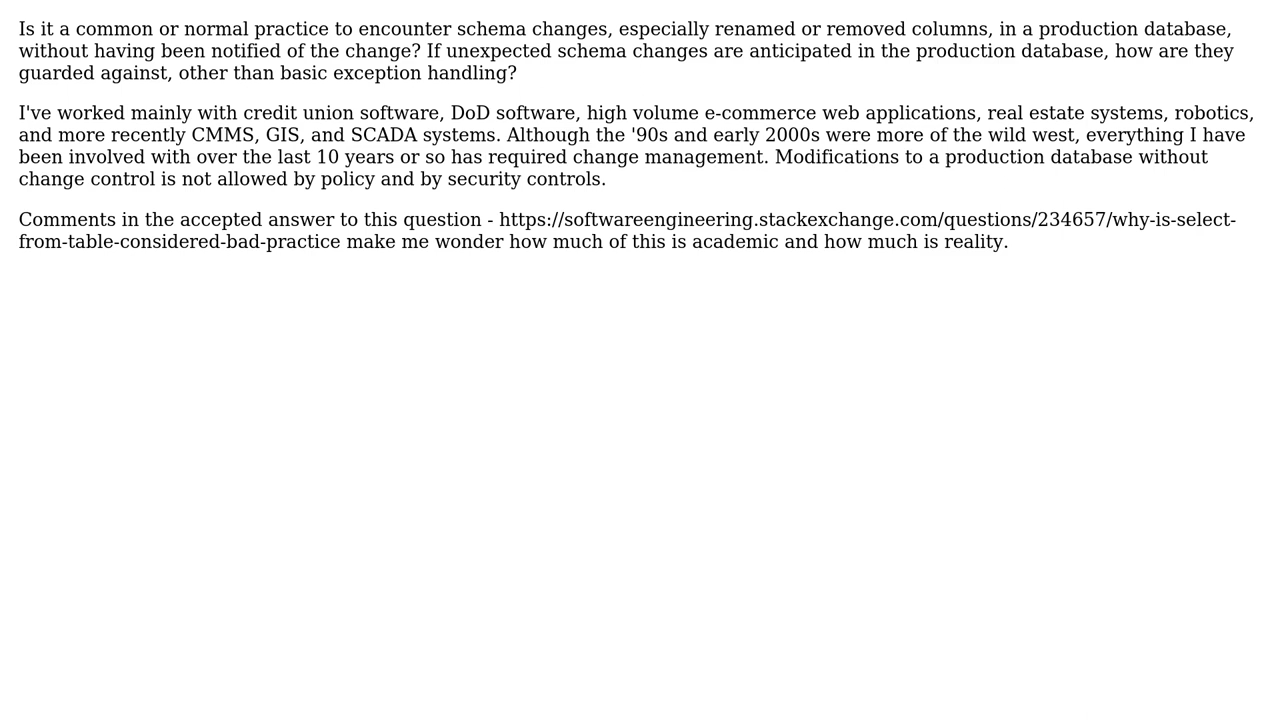 Is it a common or normal practice to encounter schema changes, especially renamed or removed columns, in a production database,
without having been notified of the change? If unexpected schema changes are anticipated in the production database, how are they
guarded against, other than basic exception handling?
I've worked mainly with credit union software, DoD software, high volume e-commerce web applications, real estate systems, robotics,
and more recently CMMS, GIS, and SCADA systems. Although the '90s and early 2000s were more of the wild west, everything I have
been involved with over the last 10 years or so has required change management. Modifications to a production database without
change control is not allowed by policy and by security controls.
Comments in the accepted answer to this question - https://softwareengineering.stackexchange.com/questions/234657/why-is-select-
from-table-considered-bad-practice make me wonder how much of this is academic and how much is reality.